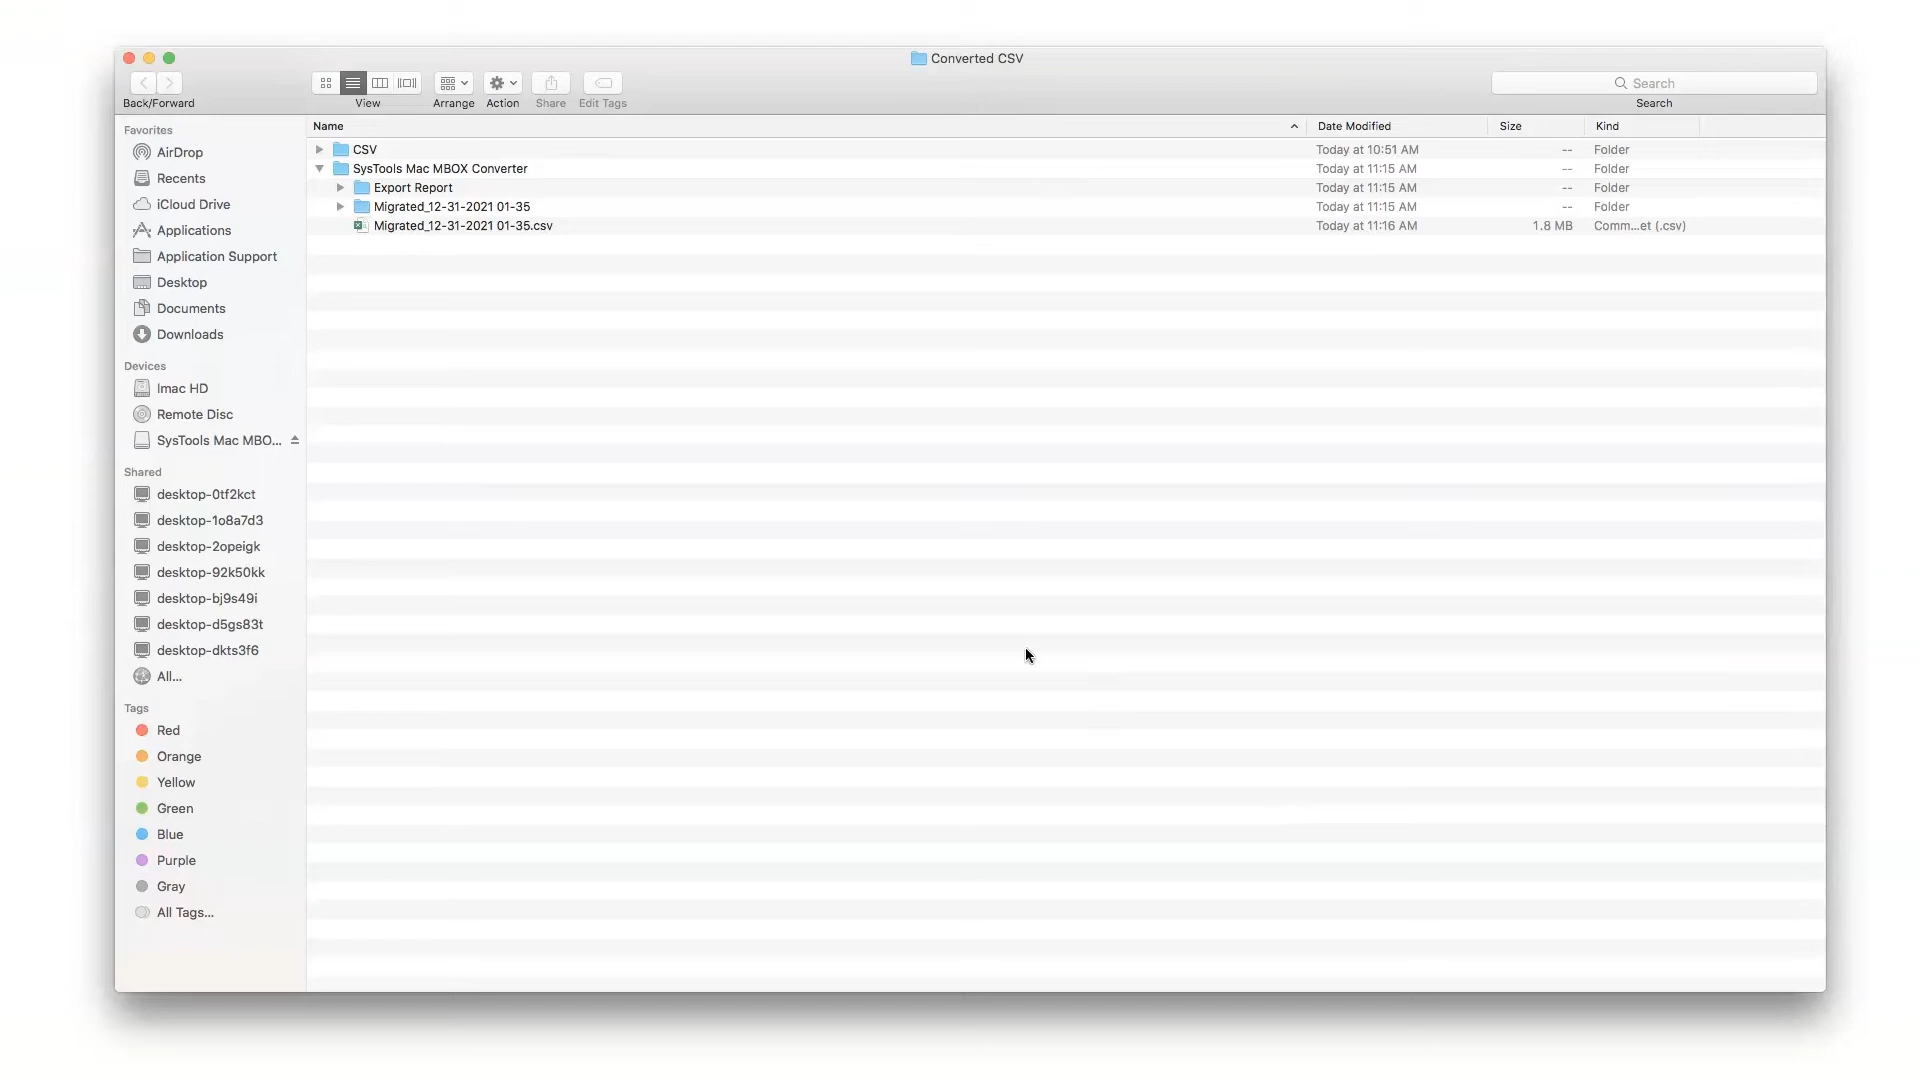 Converted CSV
Back/Forward
View
Arrange
Action
Share
Edit Tags
Search
Search
Favorites
AirDrop
Recents
iCloud Drive
Applications
Application Support
Desktop
Documents
Downloads
Devices
Imac HD
Remote Disc
SysTools Mac MBO...
Shared
desktop-0tf2kct
desktop-1o8a7d3
desktop-2opeigk
desktop-92k50kk
desktop-bj9s49i
desktop-d5gs83t
desktop-dkts3f6
All...
Tags
Red
Orange
Yellow
Green
Blue
Purple
Gray
All Tags...
Name Date Modified Size Kind
CSV Today at 10:51 AM -- Folder
SysTools Mac MBOX Converter Today at 11:15 AM -- Folder
Export Report Today at 11:15 AM -- Folder
Migrated_12-31-2021 01-35 Today at 11:15 AM -- Folder
Migrated_12-31-2021 01-35.csv Today at 11:16 AM 1.8 MB Comm...et (.csv)